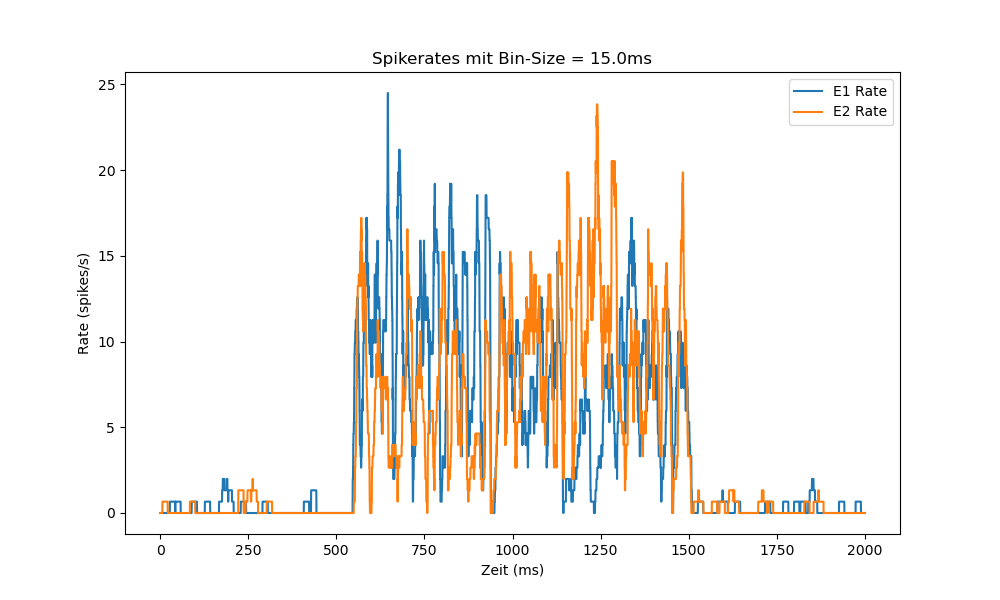 Spikerates mit Bin-Size = 15.0ms
E1 Rate
E2 Rate
Rate (spikes/s)
25
20
15
10
5
0
0 250 500 750 1000 1250 1500 1750 2000
Zeit (ms)